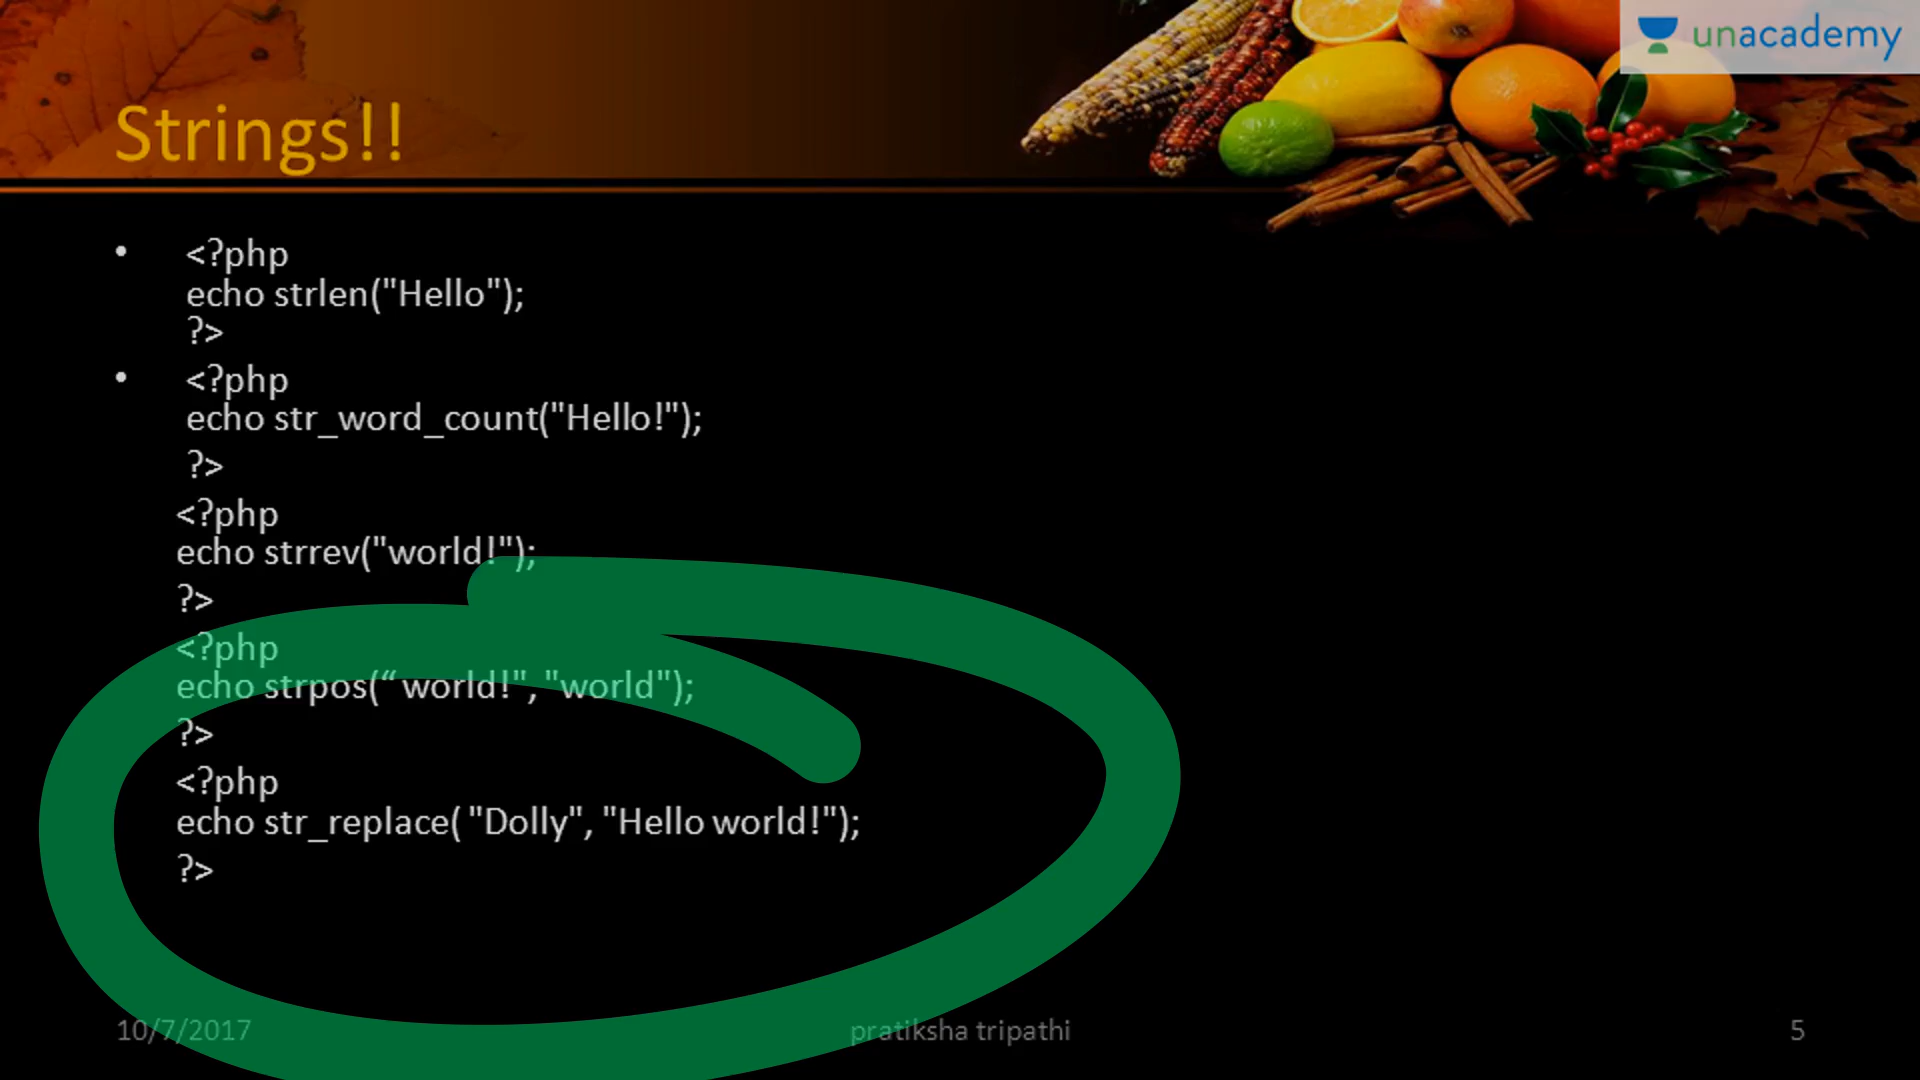 unacademy
Strings!!
• <?php
echo strlen("Hello");
?>
• <?php
echo str_word_count("Hello!");
?>
<?php
echo strrev("world!");
?>
<?php
echo strpos(“ world!", "world");
?>
<?php
echo str_replace( "Dolly", "Hello world!");
?>
10/7/2017
pratiksha tripathi
5